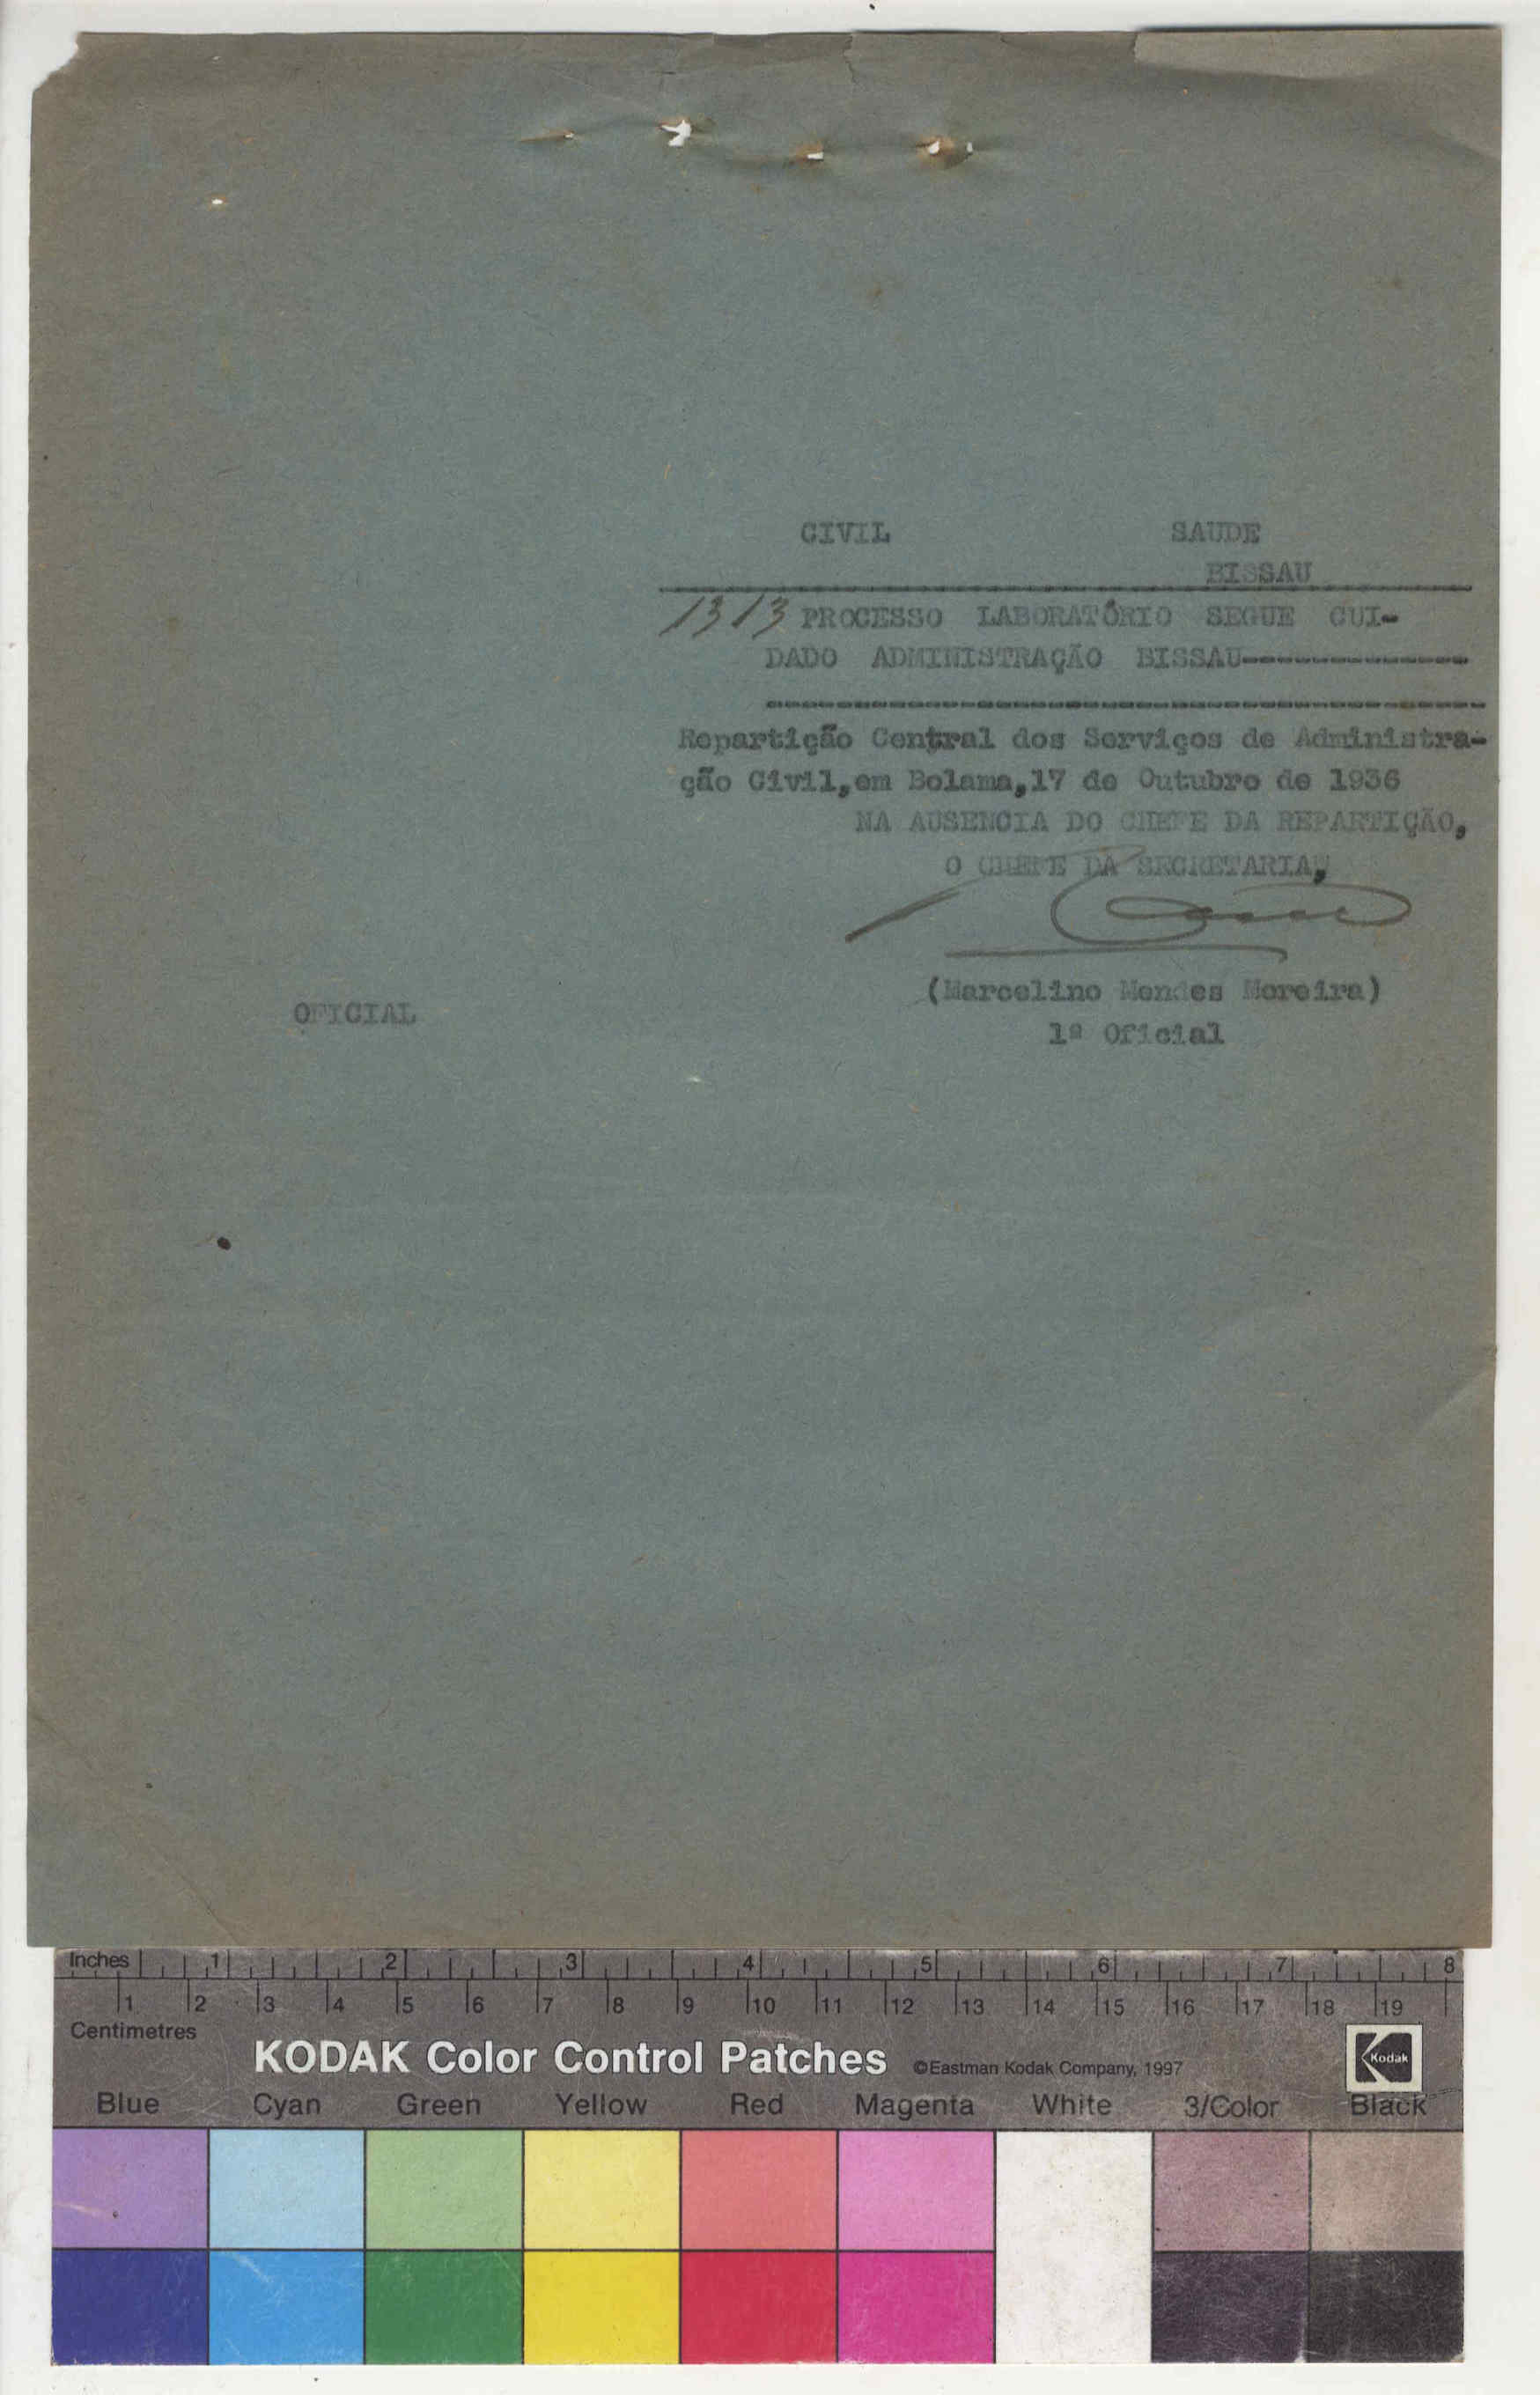 CIVIL SAUDE
BISSAU
1313 PROCESSO LABORATÓRIO SEGUE CUI-
DADO ADMINISTRAÇÃO BISSAU----------------
Repartição Central dos Serviços de Administra-
ção Civil,em Bolama,17 de Outubro de 1936
NA AUSENCIA DO CHEFE DA REPARTIÇÃO,
O CHEFE DA SECRETARIA,
(Marcelino Mendes Moreira)
OFICIAL
1º Oficial
Inches 1 2 3 4 5 6 7 8
1 2 3 4 5 6 7 8 9 10 11 12 13 14 15 16 17 18 19
Centimetres
KODAK Color Control Patches ©Eastman Kodak Company, 1997 Kodak
Blue Cyan Green Yellow Red Magenta White 3/Color Black